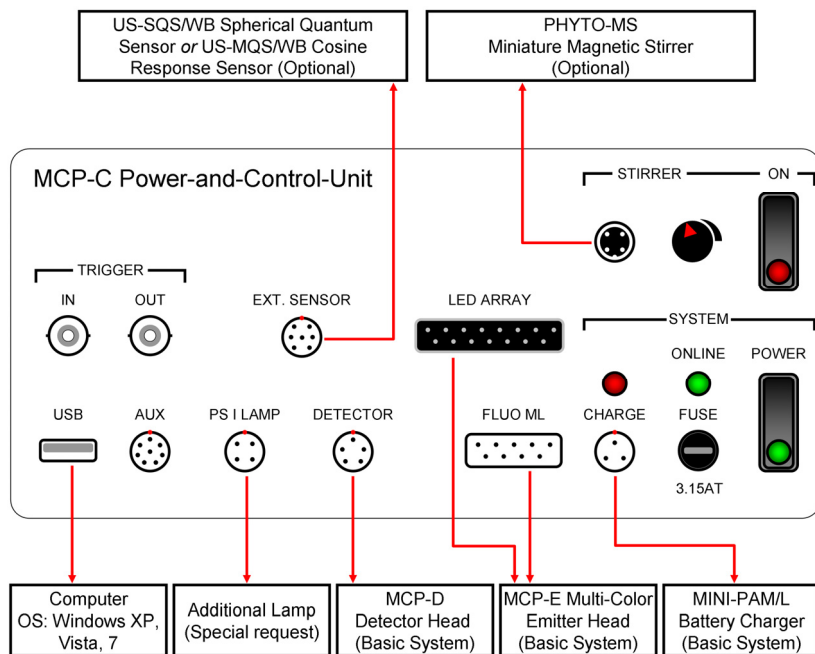 US-SQS/WB Spherical Quantum
Sensor or US-MQS/WB Cosine
Response Sensor (Optional)
PHYTO-MS
Miniature Magnetic Stirrer
(Optional)
MCP-C Power-and-Control-Unit
STIRRER
ON
TRIGGER
IN
OUT
EXT. SENSOR
LED ARRAY
SYSTEM
ONLINE
POWER
USB
AUX
PS I LAMP
DETECTOR
FLUO ML
CHARGE
FUSE
3.15AT
Computer
OS: Windows XP,
Vista, 7
Additional Lamp
(Special request)
MCP-D
Detector Head
(Basic System)
MCP-E Multi-Color
Emitter Head
(Basic System)
MINI-PAM/L
Battery Charger
(Basic System)